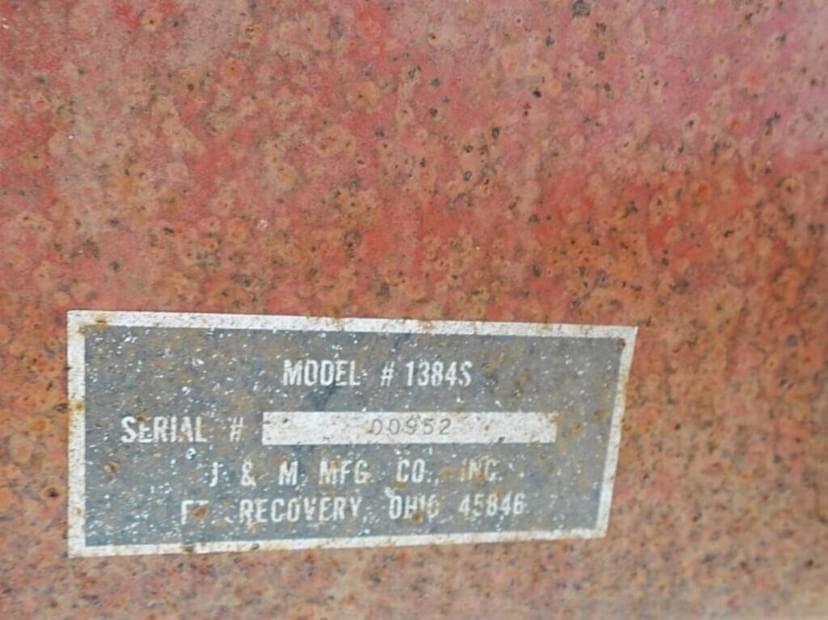 MODEL # 1384S
SERIAL # 00952
J & M MFG. CO., INC.
FT. RECOVERY, OHIO 45846